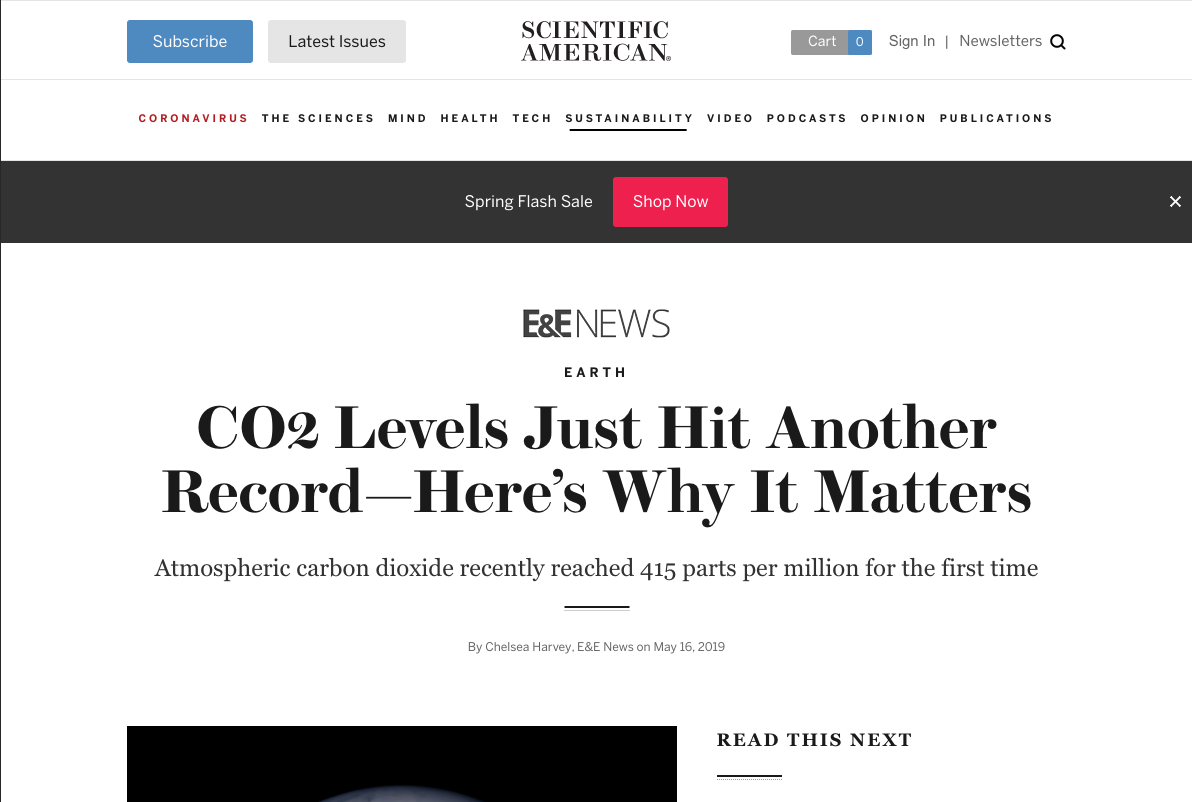 Subscribe
Latest Issues
SCIENTIFIC
AMERICAN®
Cart 0
Sign In | Newsletters
CORONAVIRUS THE SCIENCES MIND HEALTH TECH SUSTAINABILITY VIDEO PODCASTS OPINION PUBLICATIONS
Spring Flash Sale Shop Now
E&E NEWS
EARTH
CO2 Levels Just Hit Another
Record—Here’s Why It Matters
Atmospheric carbon dioxide recently reached 415 parts per million for the first time
By Chelsea Harvey, E&E News on May 16, 2019
READ THIS NEXT